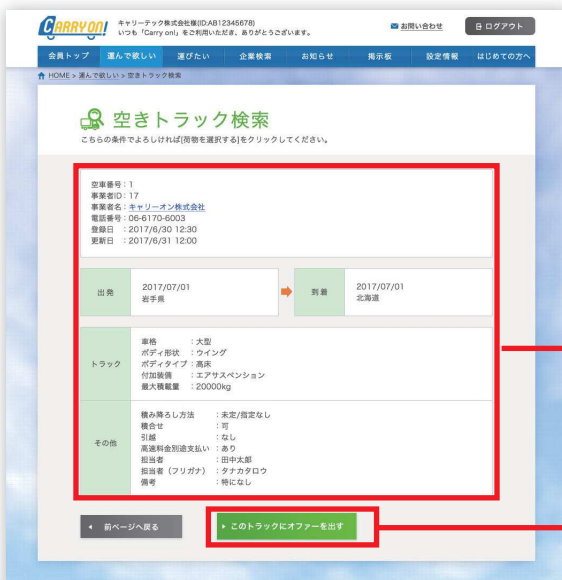 CARRYON!
キャリーテック株式会社様(ID:AB12345678)
いつも「Carry on!」をご利用いただき、ありがとうございます。
お問い合わせ
ログアウト
会員トップ 運んで欲しい 運びたい 企業検索 お知らせ 掲示板 設定情報 はじめての方へ
HOME » 運んで欲しい » 空きトラック検索
空きトラック検索
こちらの条件でよろしければ[荷物を選択する]をクリックしてください。
空車番号:1
事業者ID:17
事業者名:キャリーオン株式会社
電話番号:06-6170-6003
登録日 :2017/6/30 12:30
更新日 :2017/6/31 12:00
出発
2017/07/01
岩手県
到着
2017/07/01
北海道
トラック
車格 :大型
ボディ形状 :ウイング
ボディタイプ:高床
付加装備 :エアサスペンション
最大積載量 :20000kg
その他
積み降ろし方法 :未定/指定なし
積合せ :可
引越 :なし
高速料金別途支払い :あり
担当者 :田中太郎
担当者(フリガナ) :タナカタロウ
備考 :特になし
前ページへ戻る
このトラックにオファーを出す